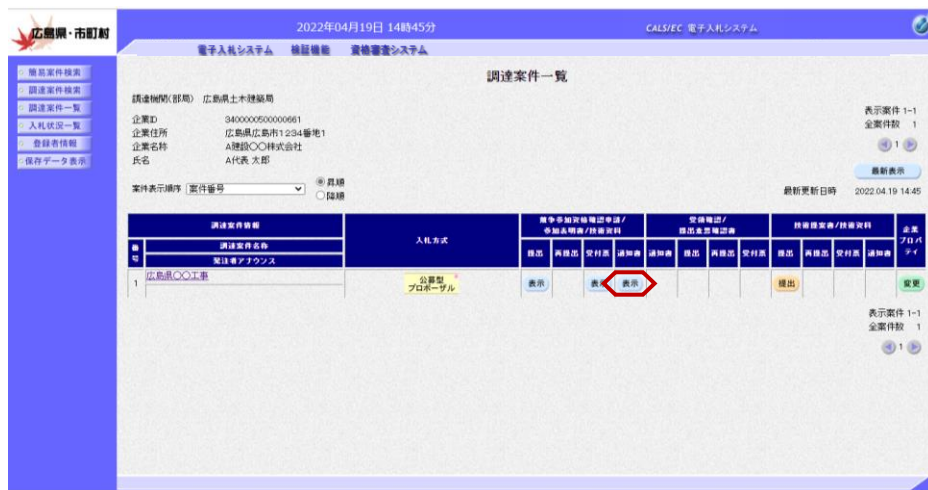 広島県・市町村
2022年04月19日 14時45分
CALS/EC 電子入札システム
電子入札システム 検証機能 資格審査システム
簡易案件検索
調達案件検索
調達案件一覧
入札状況一覧
登録者情報
保存データ表示
調達案件一覧
調達機関(部局) 広島県土木建築局
企業ID 3400000500000661
企業住所 広島県広島市1234番地1
企業名称 A建設〇〇株式会社
氏名 A代表 太郎
表示案件 1-1
全案件数 1
1
案件表示順序 案件番号
昇順
降順
最新表示
最新更新日時 2022.04.19 14:45
調達案件情報
入札方式
競争参加資格確認申請/
参加表明書/技術資料
受領確認/
提出意思確認書
技術提案書/技術資料
企業
プロパ
ティ
番号
調達案件名称
発注者アナウンス
提出 再提出 受付票 通知書 通知書 提出 再提出 受付票 提出 再提出 受付票 通知書
1 広島県〇〇工事
公募型
プロポーザル
表示 表示 表示 提出 変更
表示案件 1-1
全案件数 1
1